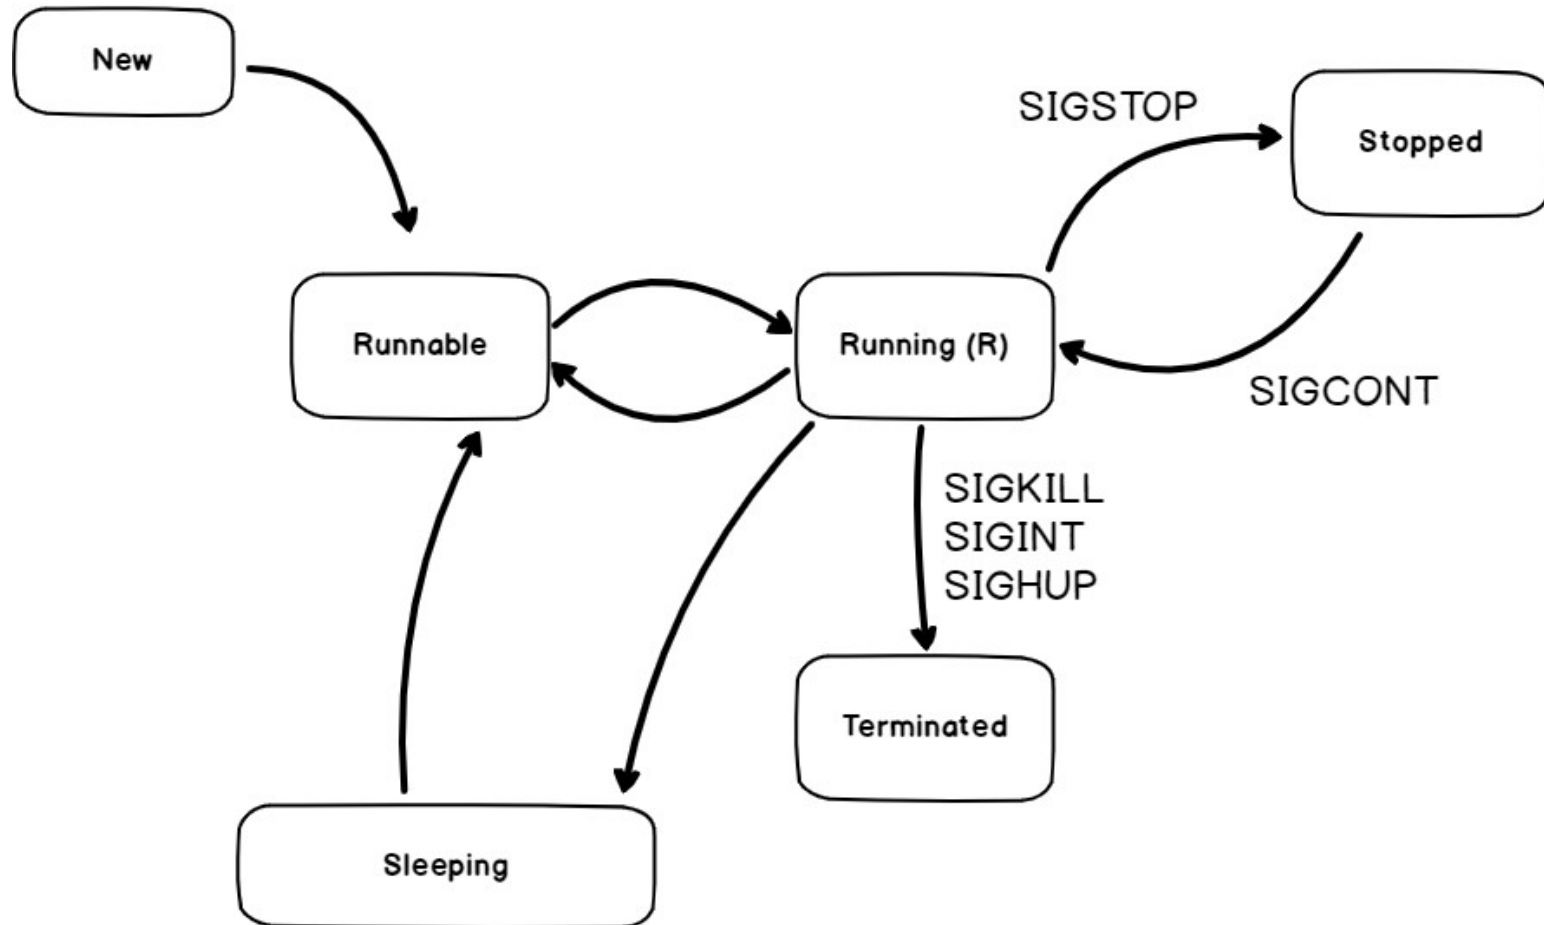 New
SIGSTOP
Stopped
Runnable
Running (R)
SIGCONT
SIGKILL
SIGINT
SIGHUP
Terminated
Sleeping